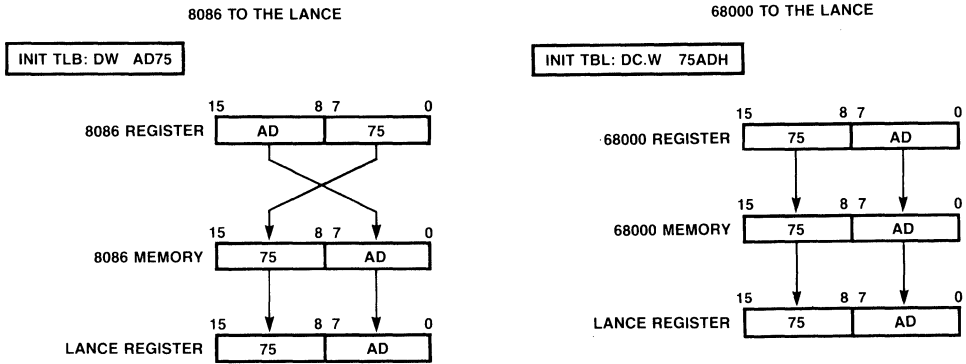 8086 TO THE LANCE
INIT TLB: DW AD75
15 8 7 0
8086 REGISTER AD 75
15 8 7 0
8086 MEMORY 75 AD
15 8 7 0
LANCE REGISTER 75 AD
68000 TO THE LANCE
INIT TBL: DC.W 75ADH
15 8 7 0
68000 REGISTER 75 AD
15 8 7 0
68000 MEMORY 75 AD
15 8 7 0
LANCE REGISTER 75 AD